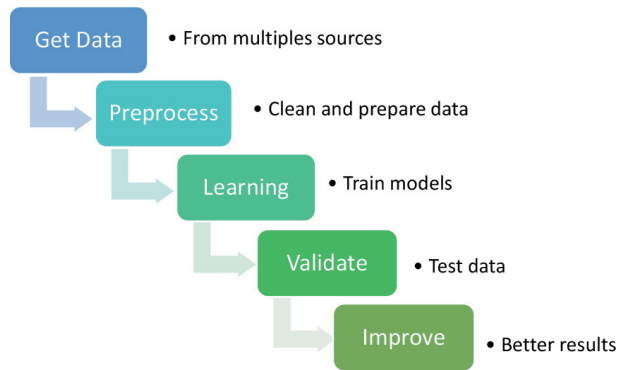 Get Data
• From multiples sources
Preprocess
• Clean and prepare data
Learning
• Train models
Validate
• Test data
Improve
• Better results